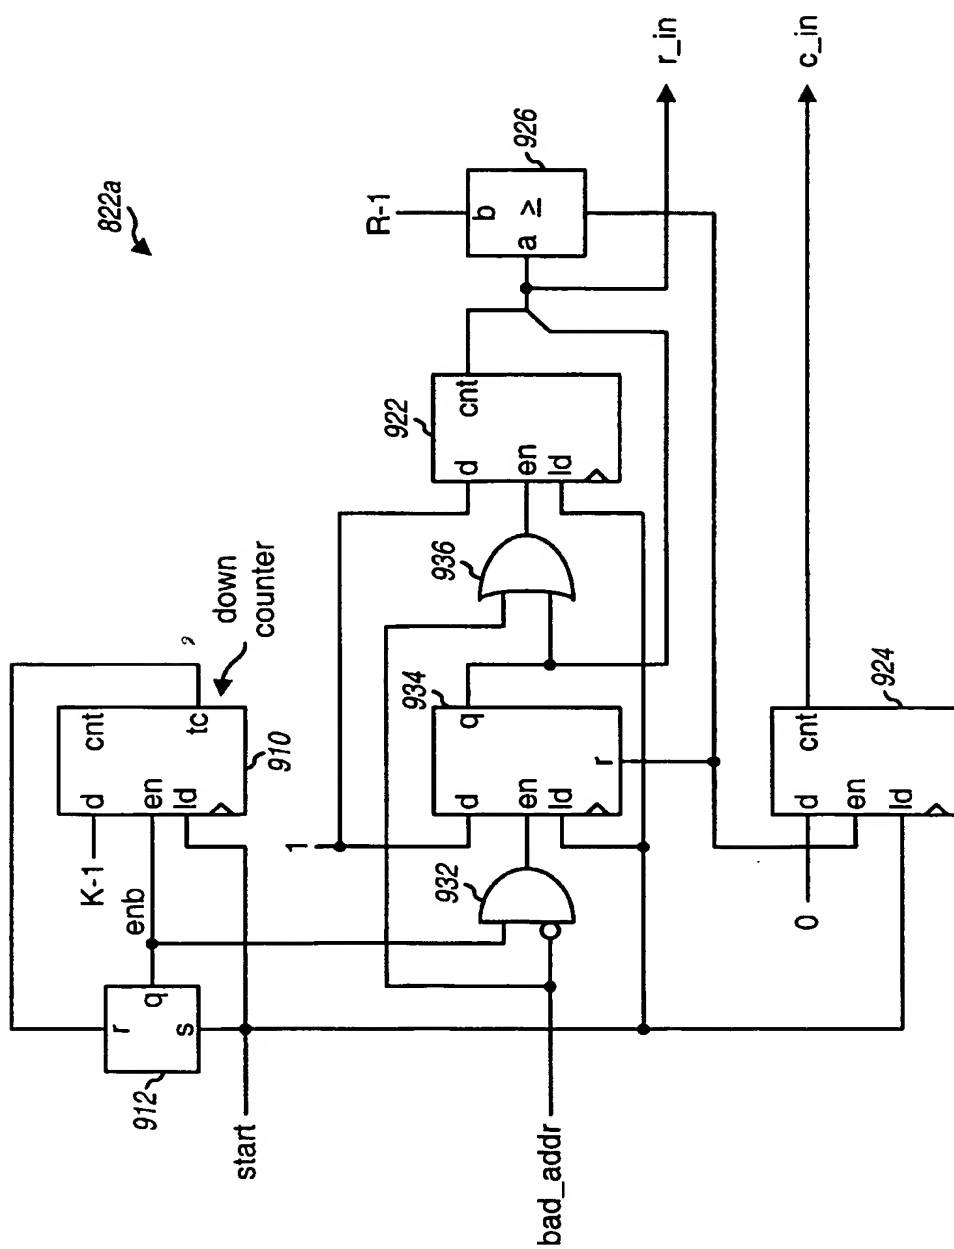 822a
start
912
r
s
q
enb
K-1
d
en
ld
cnt
tc
910
down
counter
bad_addr
932
1
d
en
ld
q
r
934
936
d
en
ld
cnt
922
R-1
a
b
≥
926
r_in
0
d
en
ld
cnt
924
c_in